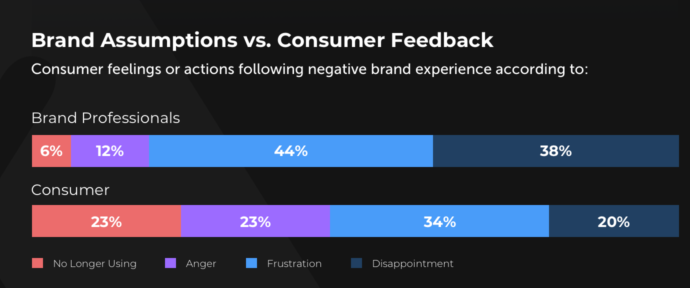 Brand Assumptions vs. Consumer Feedback
Consumer feelings or actions following negative brand experience according to:
Brand Professionals
6% 12% 44% 38%
Consumer
23% 23% 34% 20%
No Longer Using Anger Frustration Disappointment